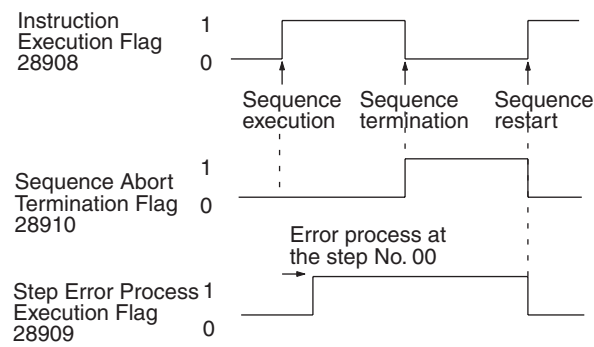 Instruction
Execution Flag
28908
1
0
Sequence execution
Sequence termination
Sequence restart
Sequence Abort
Termination Flag
28910
1
0
Error process at
the step No. 00
Step Error Process
Execution Flag
28909
1
0